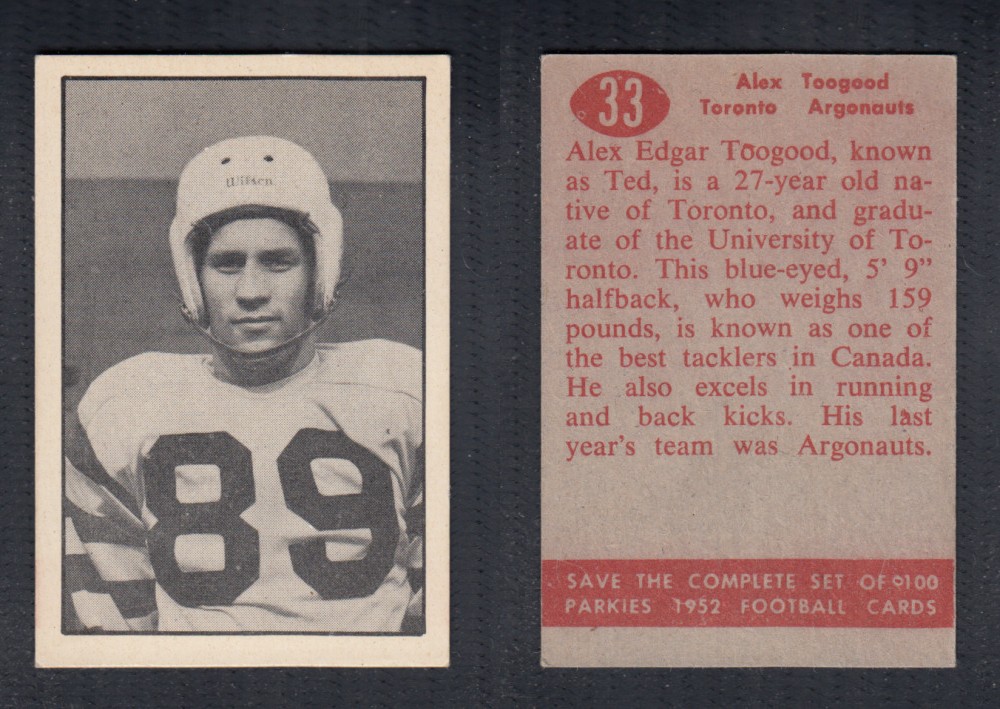 Wilson
89
33
Alex Toogood
Toronto Argonauts
Alex Edgar Toogood, known
as Ted, is a 27-year old na-
tive of Toronto, and gradu-
ate of the University of To-
ronto. This blue-eyed, 5' 9"
halfback, who weighs 159
pounds, is known as one of
the best tacklers in Canada.
He also excels in running
and back kicks. His last
year's team was Argonauts.
SAVE THE COMPLETE SET OF 100
PARKIES 1952 FOOTBALL CARDS